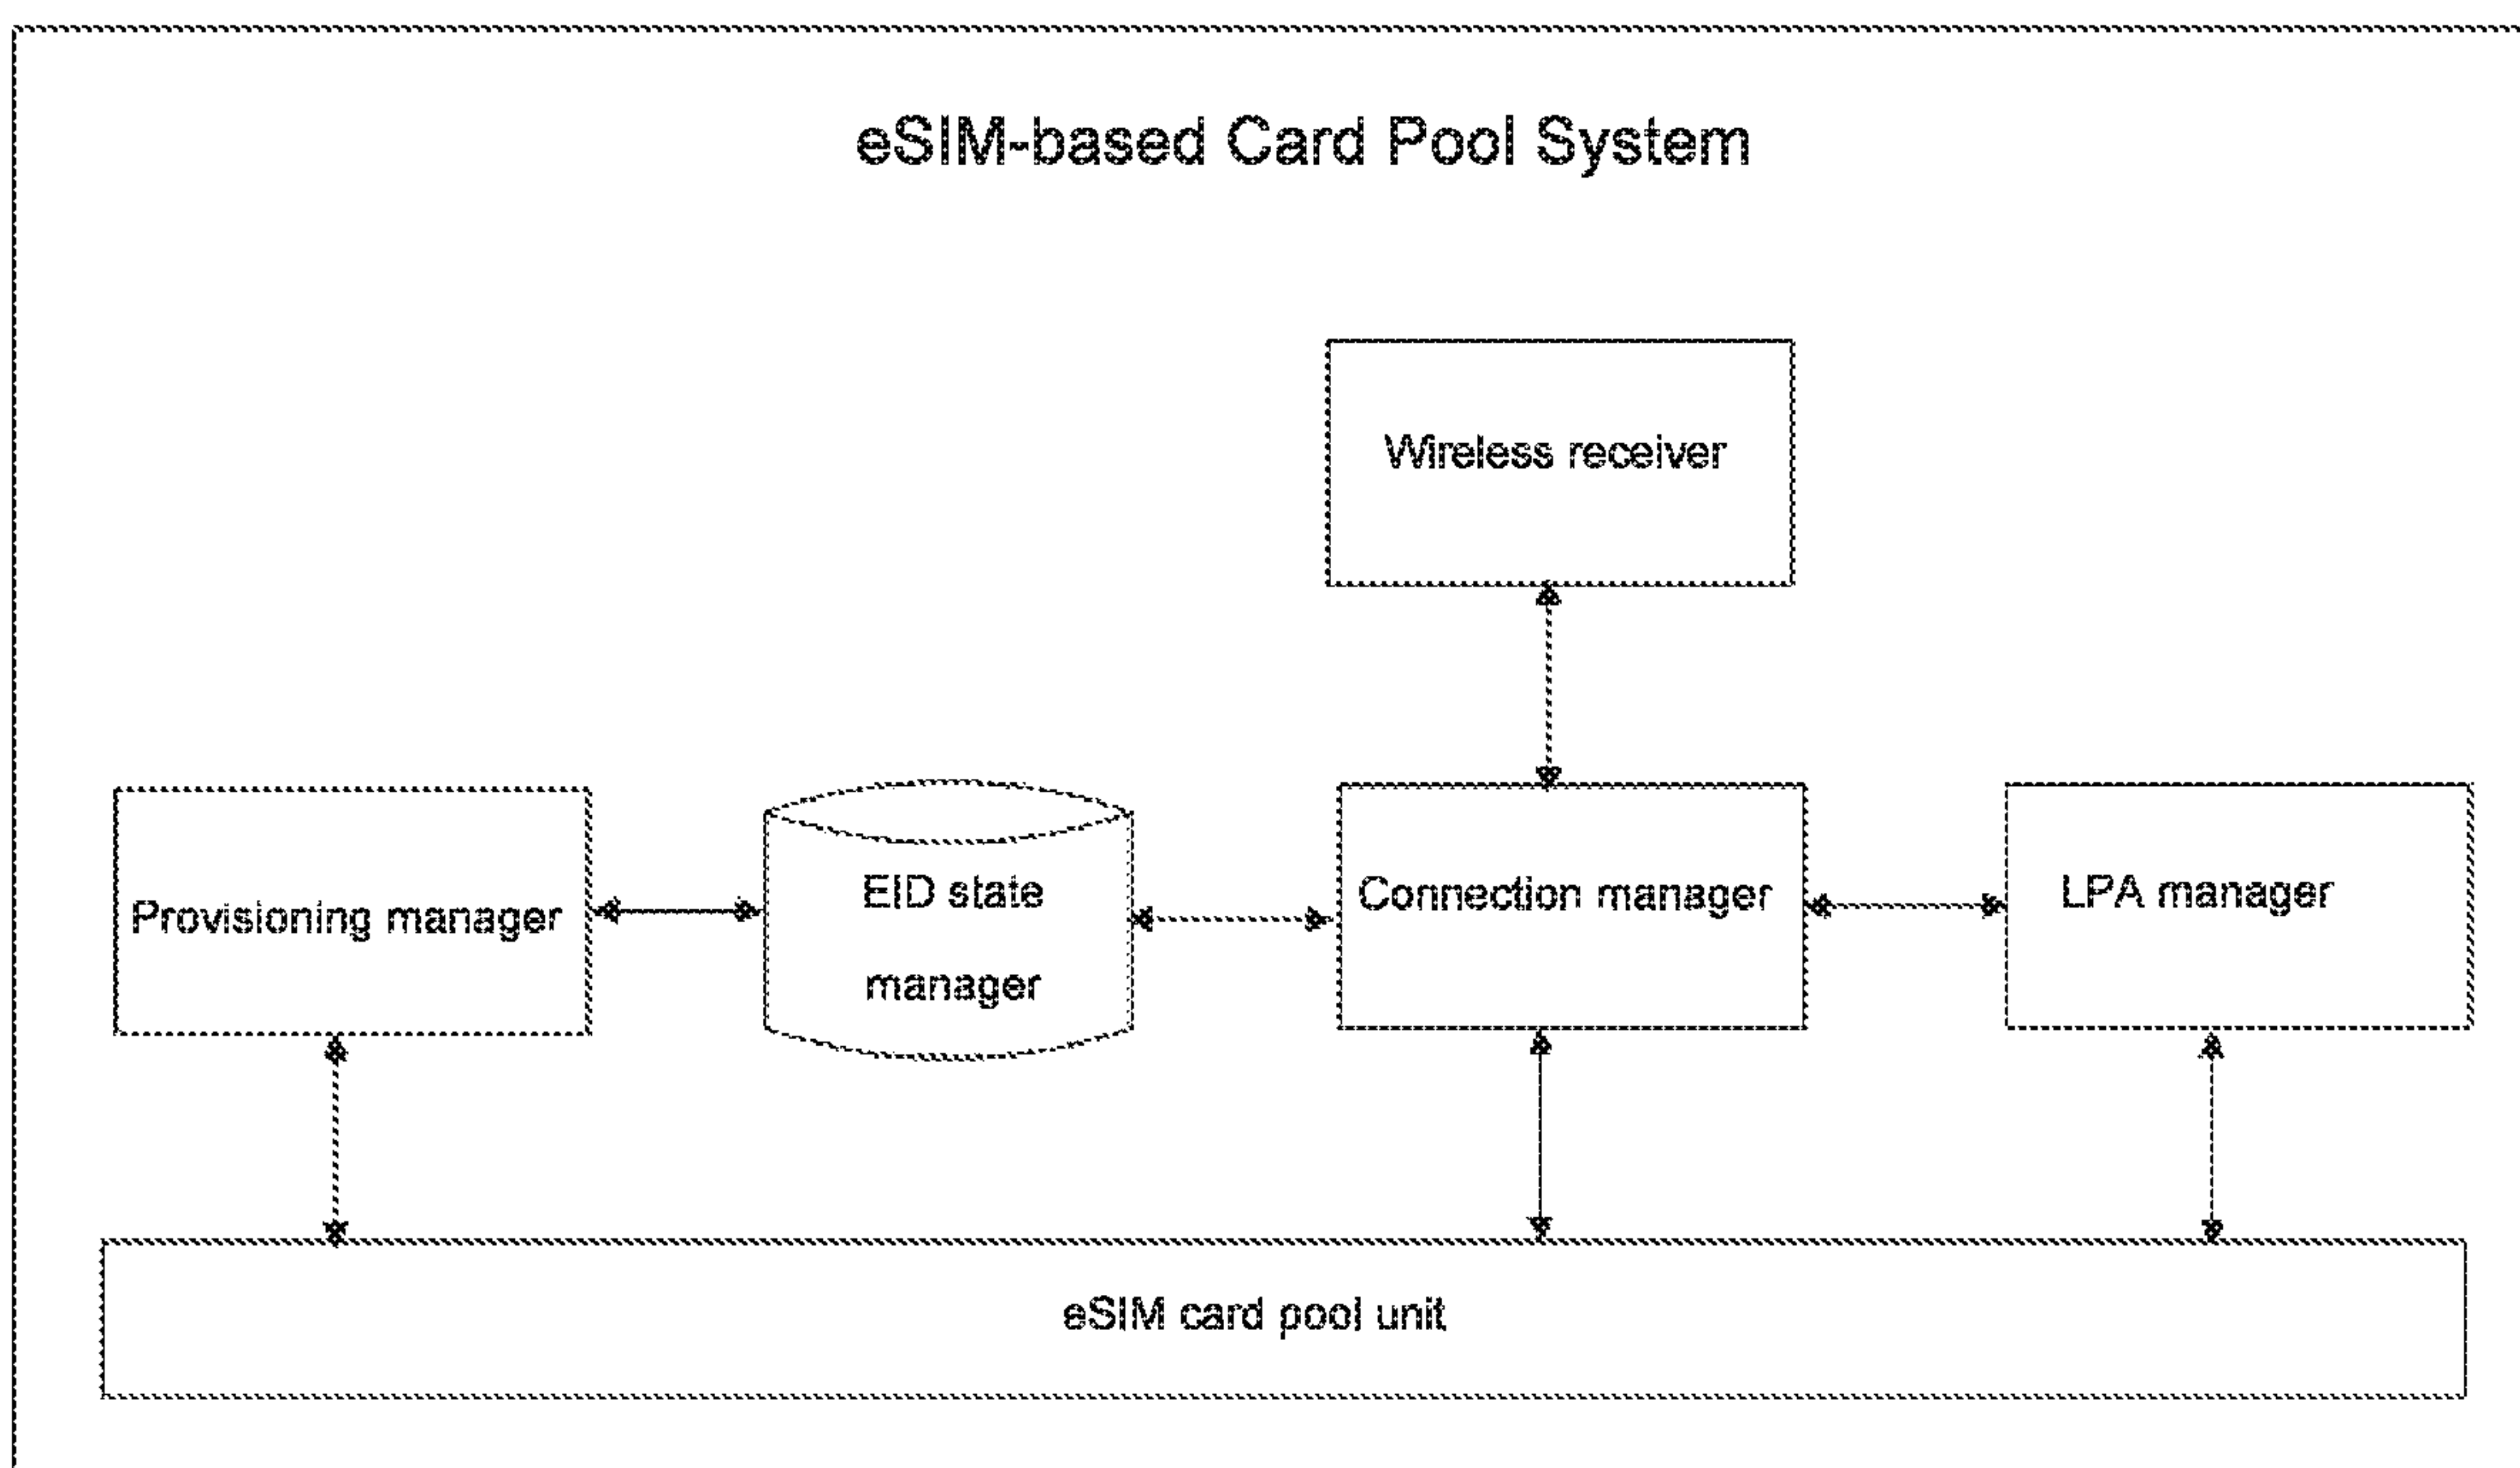 eSIM-based Card Pool System
Wireless receiver
Provisioning manager
EID state
manager
Connection manager
LPA manager
eSIM card pool unit